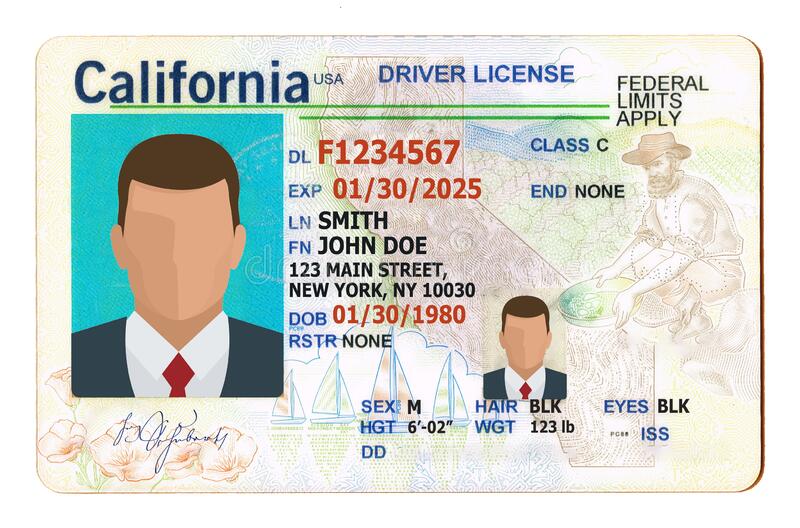 California USA DRIVER LICENSE
FEDERAL
LIMITS
APPLY
DL F1234567
CLASS C
EXP 01/30/2025
END NONE
LN SMITH
FN JOHN DOE
123 MAIN STREET,
NEW YORK, NY 10030
DOB 01/30/1980
RSTR NONE
SEX M HAIR BLK EYES BLK
HGT 6'-02" WGT 123 lb
ISS
DD